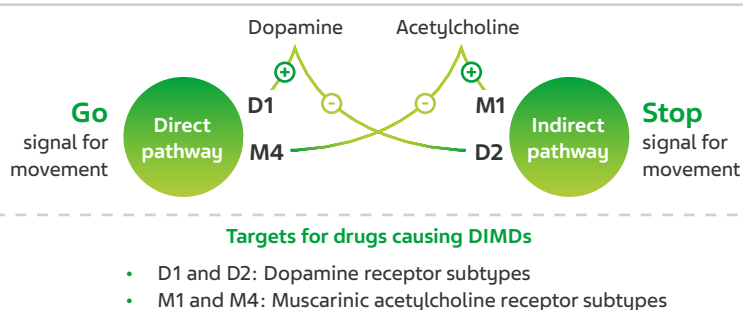 Dopamine
Acetylcholine
+
+
−
−
Go
signal for
movement
Direct
pathway
D1
M4
M1
D2
Indirect
pathway
Stop
signal for
movement
Targets for drugs causing DIMDs
• D1 and D2: Dopamine receptor subtypes
• M1 and M4: Muscarinic acetylcholine receptor subtypes